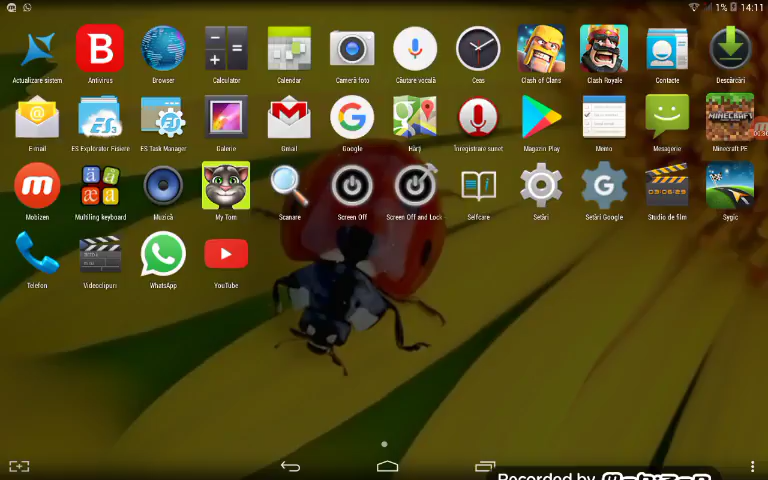 1% 14:11
Actualizare sistem Antivirus Browser Calculator Calendar Cameră foto Căutare vocală Ceas Clash of Clans Clash Royale Contacte Descărcări
B
MINECRAFT
E-mail ES Explorator Fisiere ES Task Manager Galerie Gmail Google Hărți Înregistrare sunet Magazin Play Memo Mesagerie Minecraft PE
Mobizen Multiling keyboard Muzică My Tom Scanare Screen Off Screen Off and Lock Selfcare Setări Setări Google Studio de film Sygic
Telefon Videoclipuri WhatsApp YouTube
Recorded by mobizen